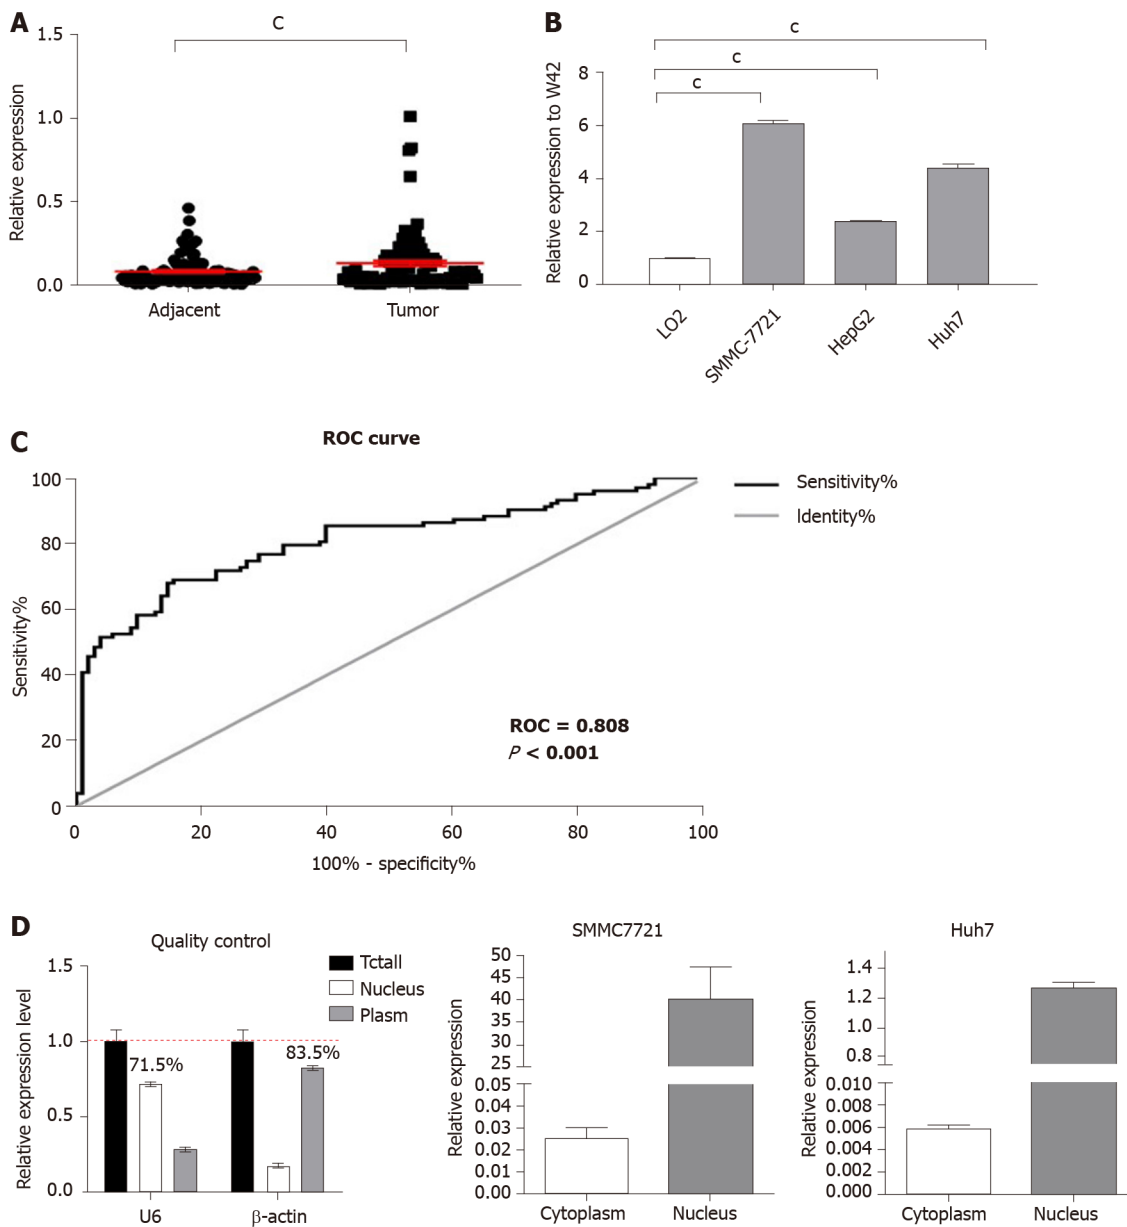 A
C
1.5
1.0
0.5
0.0
Relative expression
Adjacent
Tumor
B
c
c
c
8
6
4
2
0
Relative expression to W42
LO2
SMMC-7721
HepG2
Huh7
C
ROC curve
100
80
60
40
20
0
Sensitivity%
0
20
40
60
80
100
100% - specificity%
Sensitivity%
Identity%
ROC = 0.808
P < 0.001
D
Quality control
1.5
1.0
0.5
0.0
Relative expression level
71.5%
83.5%
U6
β-actin
Tctall
Nucleus
Plasm
SMMC7721
50
45
40
35
30
25
0.05
0.04
0.03
0.02
0.01
0.00
Relative expression
Cytoplasm
Nucleus
Huh7
1.4
1.2
1.0
0.8
0.010
0.008
0.006
0.004
0.002
0.000
Relative expression
Cytoplasm
Nucleus